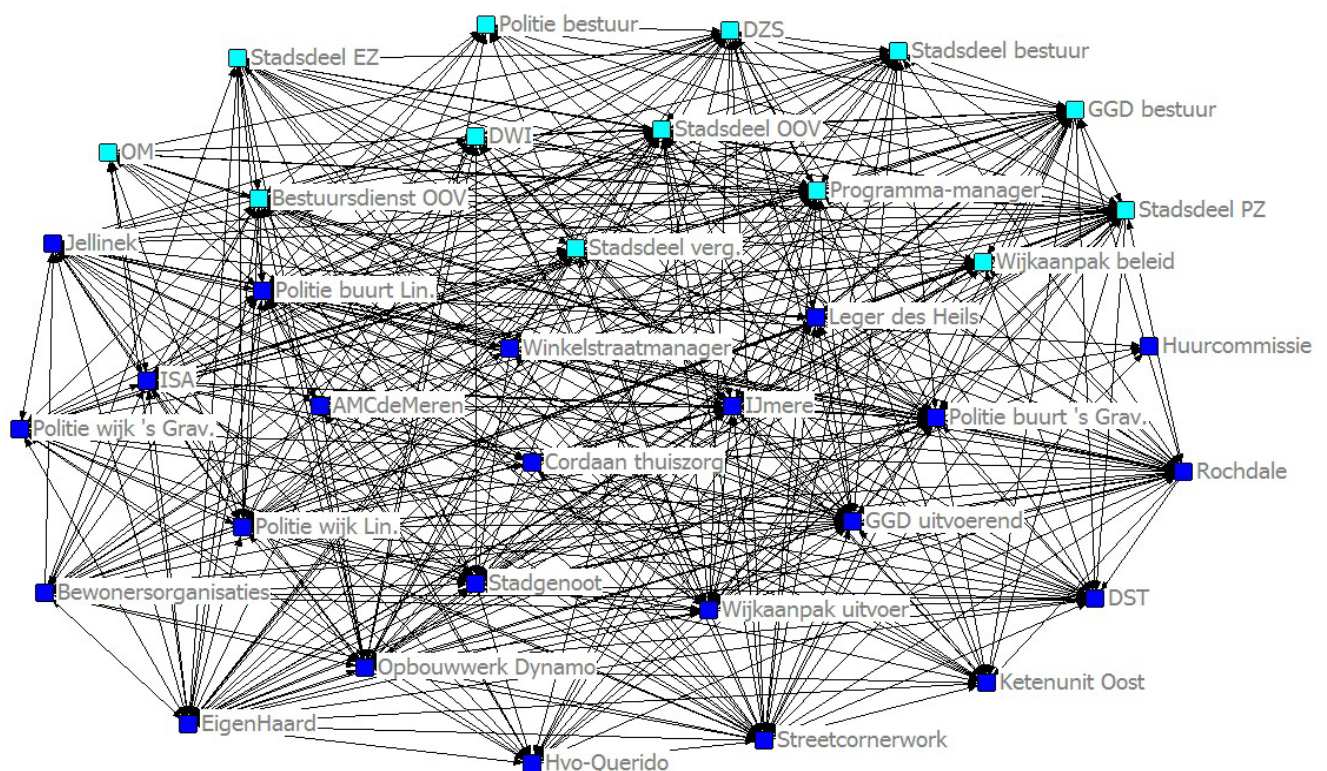 Politie bestuur
DZS
Stadsdeel bestuur
Stadsdeel EZ
GGD bestuur
Stadsdeel OOV
DWI
OM
Programma-manager
Bestuursdienst OOV
Stadsdeel PZ
Jellinek
Stadsdeel verg.
Wijkaanpak beleid
Politie buurt Lin.
Leger des Heils
Huurcommissie
Winkelstraatmanager
ISA
AMCdeMeren
IJmere
Politie buurt 's Grav.
Politie wijk 's Grav.
Cordaan thuiszorg
Rochdale
GGD uitvoerend
Politie wijk Lin.
Stadgenoot
Bewonersorganisaties
DST
Wijkaanpak uitvoer
Opbouwwerk Dynamo
Ketenunit Oost
EigenHaard
Streetcornerwork
Hvo-Querido